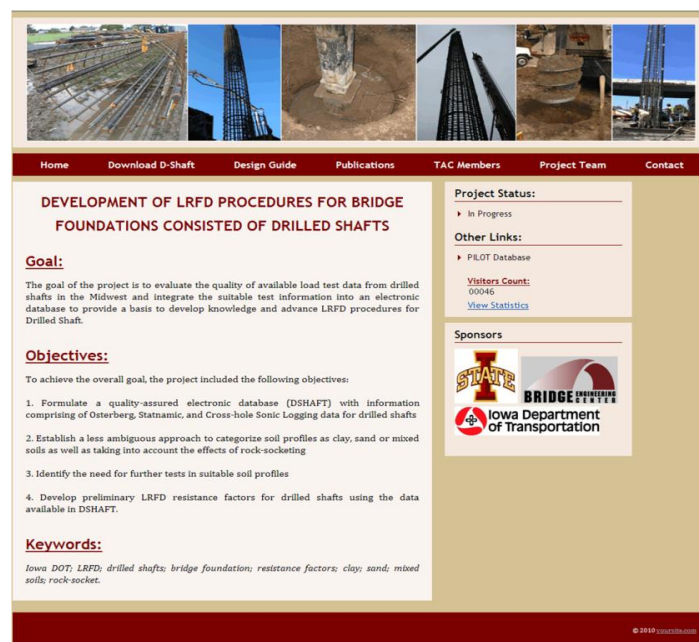 Home Download D-Shaft Design Guide Publications TAC Members Project Team Contact
DEVELOPMENT OF LRFD PROCEDURES FOR BRIDGE
FOUNDATIONS CONSISTED OF DRILLED SHAFTS
Goal:
The goal of the project is to evaluate the quality of available load test data from drilled
shafts in the Midwest and integrate the suitable test information into an electronic
database to provide a basis to develop knowledge and advance LRFD procedures for
Drilled Shaft.
Objectives:
To achieve the overall goal, the project included the following objectives:
1. Formulate a quality-assured electronic database (DSHAFT) with information
comprising of Osterberg, Statnamic, and Cross-hole Sonic Logging data for drilled shafts
2. Establish a less ambiguous approach to categorize soil profiles as clay, sand or mixed
soils as well as taking into account the effects of rock-socketing
3. Identify the need for further tests in suitable soil profiles
4. Develop preliminary LRFD resistance factors for drilled shafts using the data
available in DSHAFT.
Keywords:
Iowa DOT; LRFD; drilled shafts; bridge foundation; resistance factors; clay; sand; mixed
soils; rock-socket.
Project Status:
In Progress
Other Links:
PILOT Database
Visitors Count:
00046
View Statistics
Sponsors
STATE
BRIDGE ENGINEERING
CENTER
Iowa Department
of Transportation
© 2010 yoursite.com